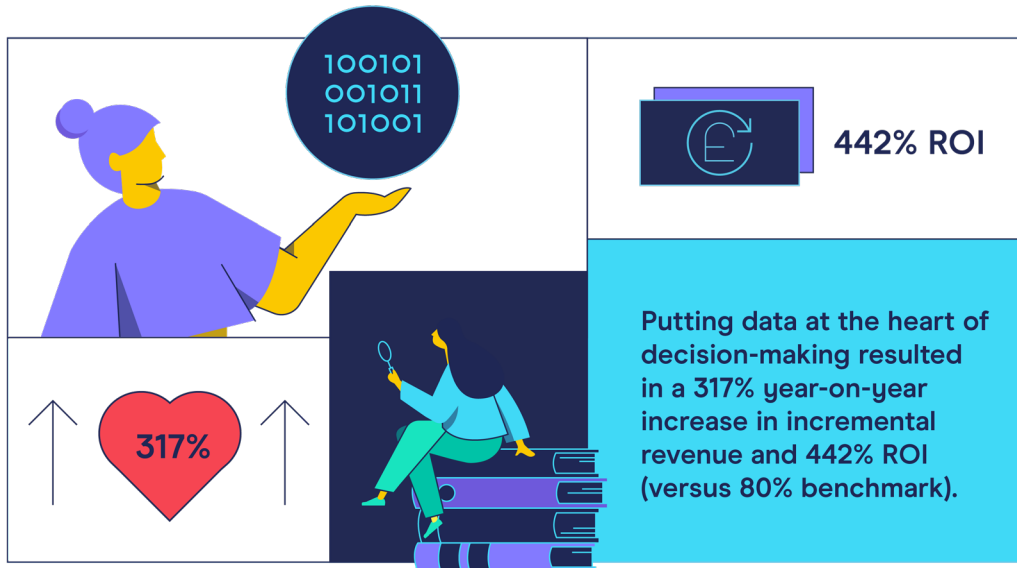 100101
001011
101001
£
442% ROI
317%
Putting data at the heart of
decision-making resulted
in a 317% year-on-year
increase in incremental
revenue and 442% ROI
(versus 80% benchmark).